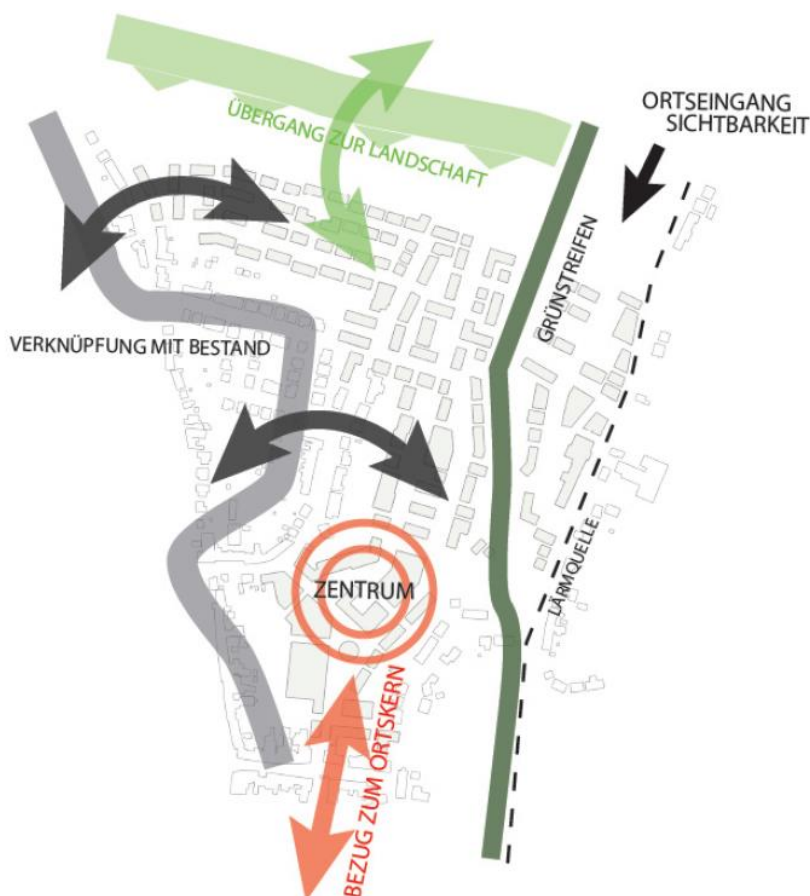 ORTSEINGANG
SICHTBARKEIT
ÜBERGANG ZUR LANDSCHAFT
GRÜNSTREIFEN
VERKNÜPFUNG MIT BESTAND
LÄRMQUELLE
ZENTRUM
BEZUG ZUM ORTSKERN